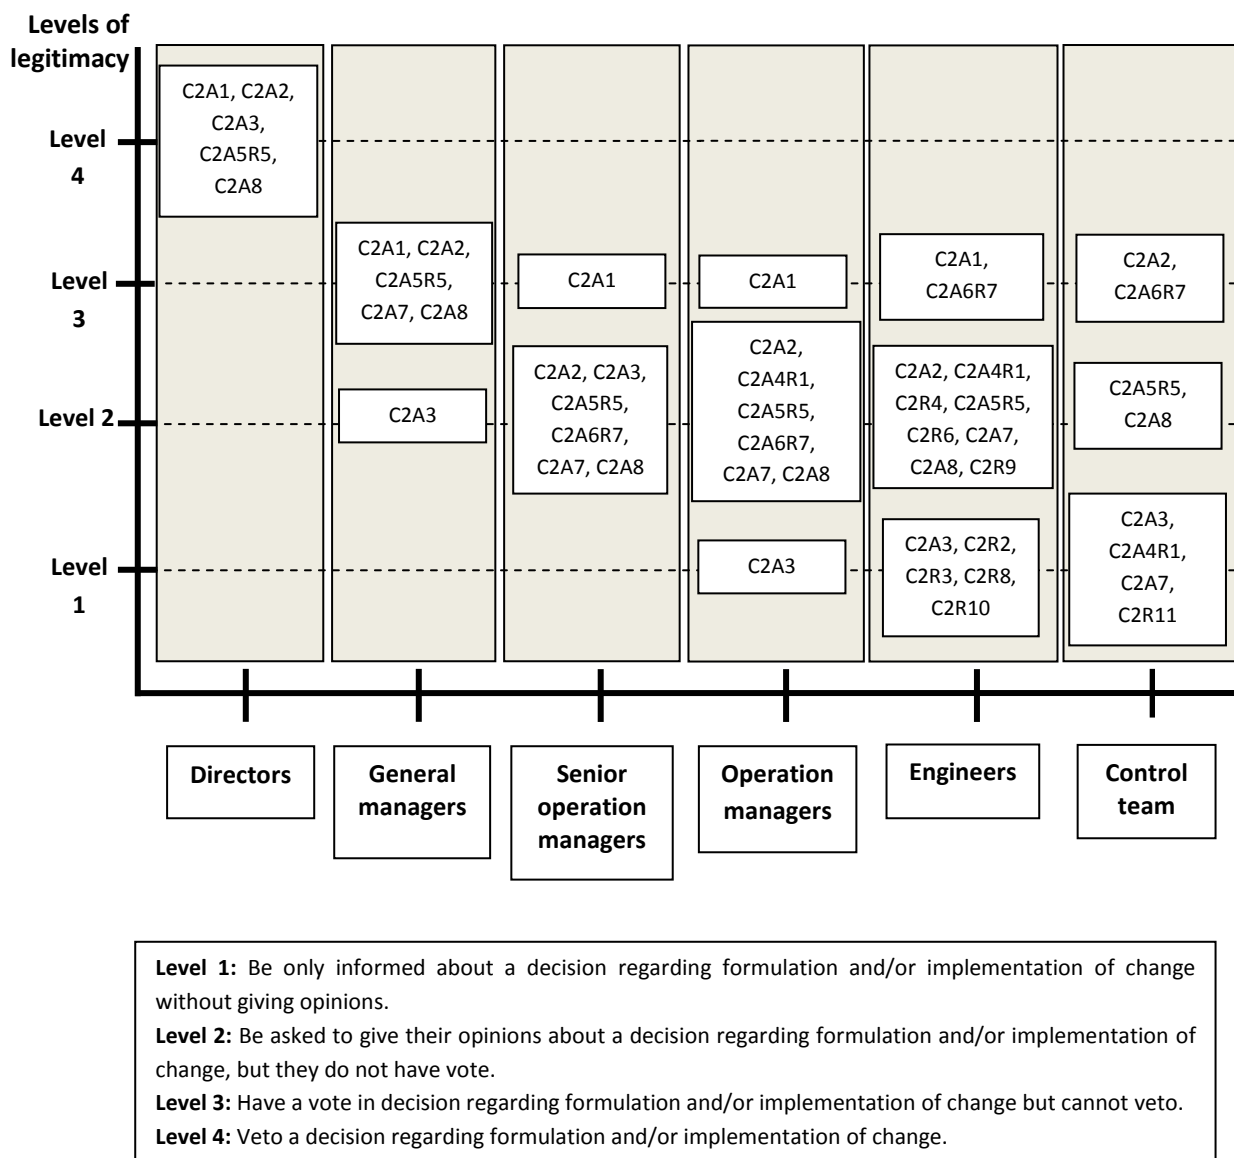 Levels of
legitimacy
Level
4
C2A1, C2A2,
C2A3,
C2A5R5,
C2A8
Level
3
C2A1, C2A2,
C2A5R5,
C2A7, C2A8
C2A1
C2A1
C2A1,
C2A6R7
C2A2,
C2A6R7
Level 2
C2A3
C2A2, C2A3,
C2A5R5,
C2A6R7,
C2A7, C2A8
C2A2,
C2A4R1,
C2A5R5,
C2A6R7,
C2A7, C2A8
C2A2, C2A4R1,
C2R4, C2A5R5,
C2R6, C2A7,
C2A8, C2R9
C2A5R5,
C2A8
Level
1
C2A3
C2A3, C2R2,
C2R3, C2R8,
C2R10
C2A3,
C2A4R1,
C2A7,
C2R11
Directors
General
managers
Senior
operation
managers
Operation
managers
Engineers
Control
team
Level 1: Be only informed about a decision regarding formulation and/or implementation of change
without giving opinions.
Level 2: Be asked to give their opinions about a decision regarding formulation and/or implementation of
change, but they do not have vote.
Level 3: Have a vote in decision regarding formulation and/or implementation of change but cannot veto.
Level 4: Veto a decision regarding formulation and/or implementation of change.